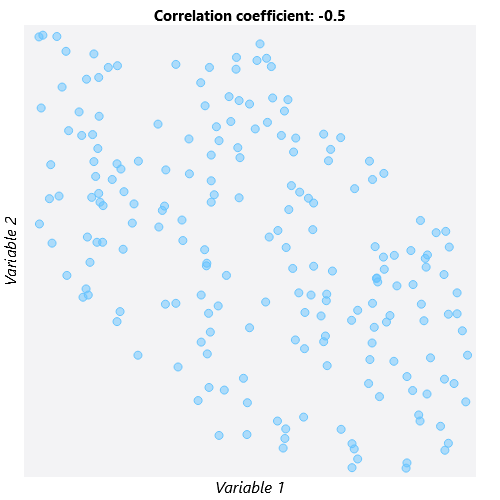 Correlation coefficient: -0.5
Variable 2
Variable 1